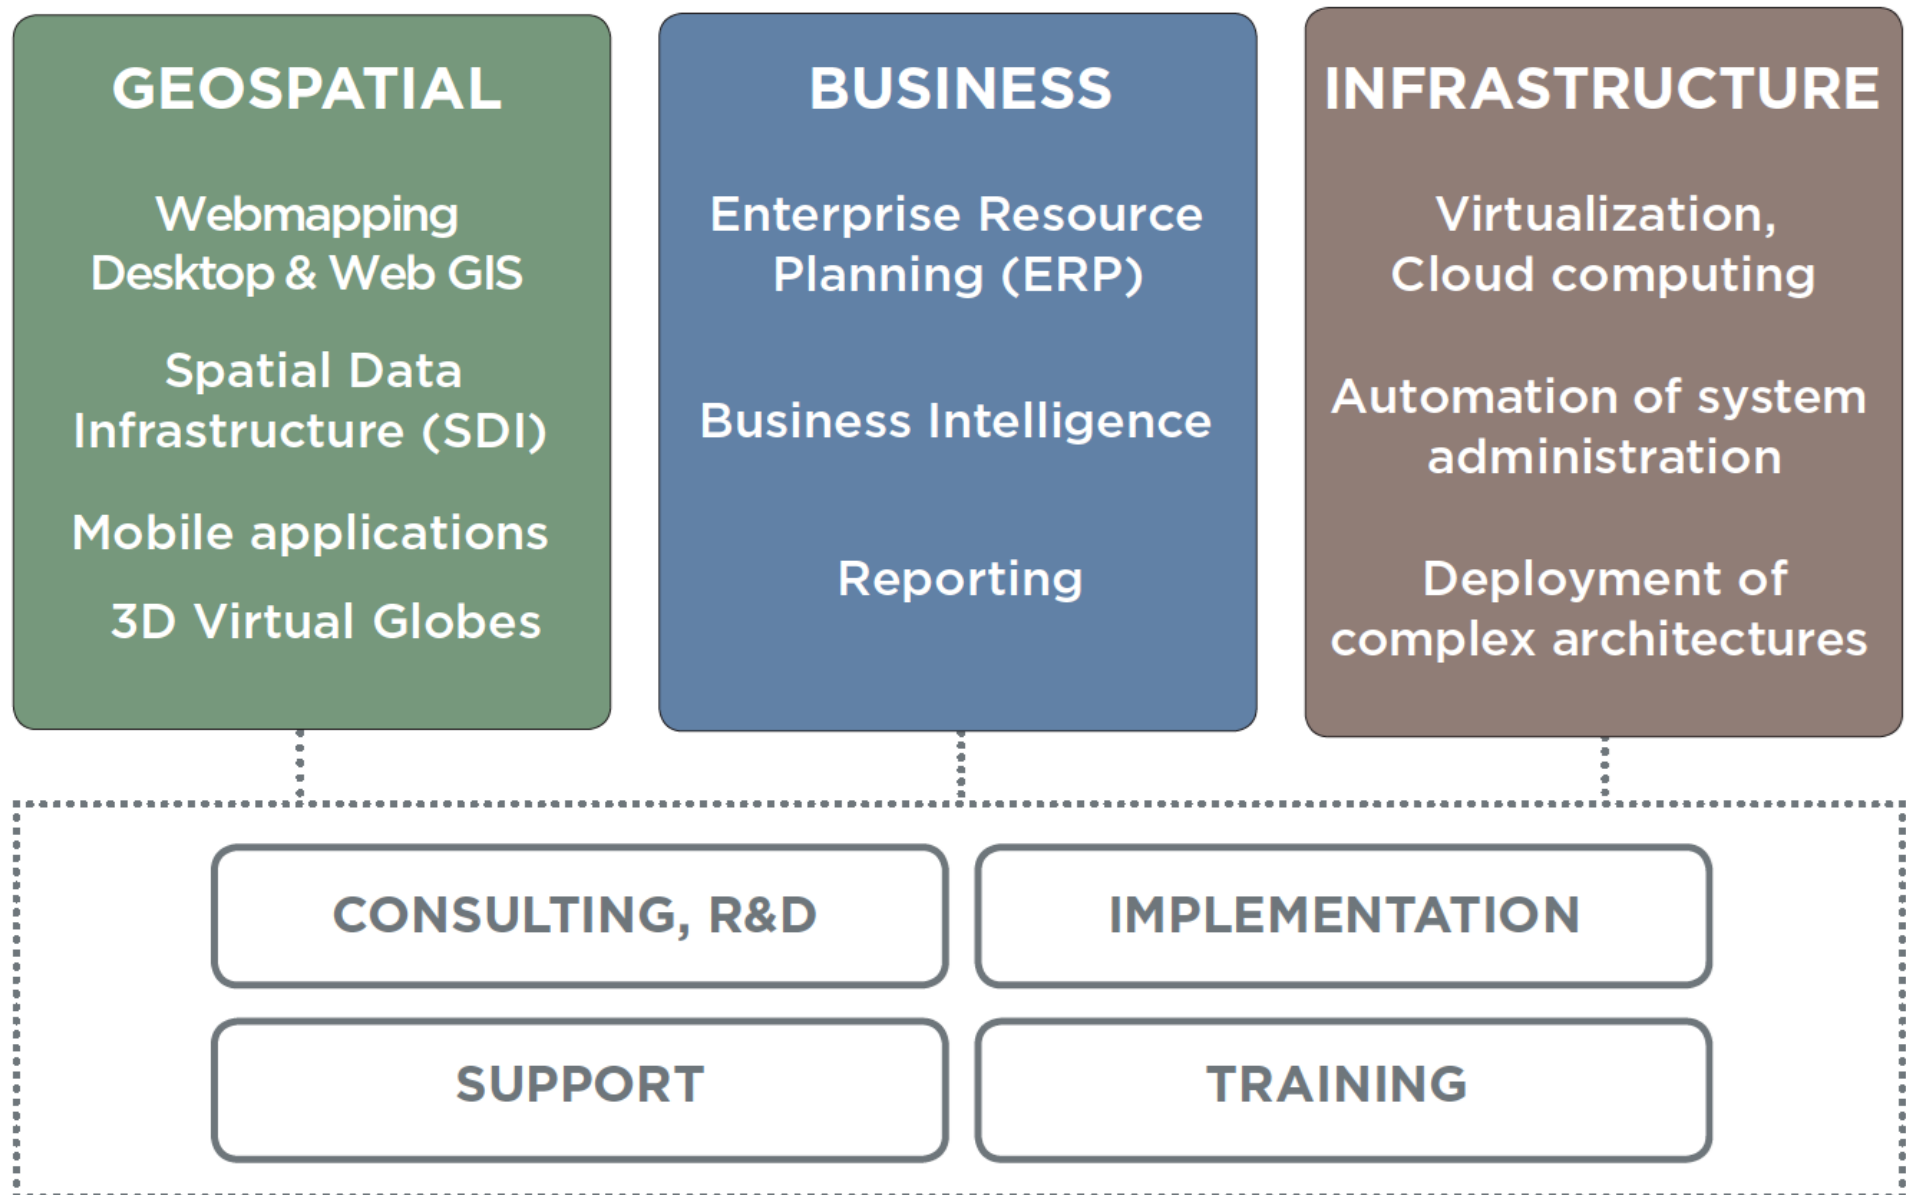 GEOSPATIAL
Webmapping
Desktop & Web GIS
Spatial Data
Infrastructure (SDI)
Mobile applications
3D Virtual Globes
BUSINESS
Enterprise Resource
Planning (ERP)
Business Intelligence
Reporting
INFRASTRUCTURE
Virtualization,
Cloud computing
Automation of system
administration
Deployment of
complex architectures
CONSULTING, R&D
IMPLEMENTATION
SUPPORT
TRAINING